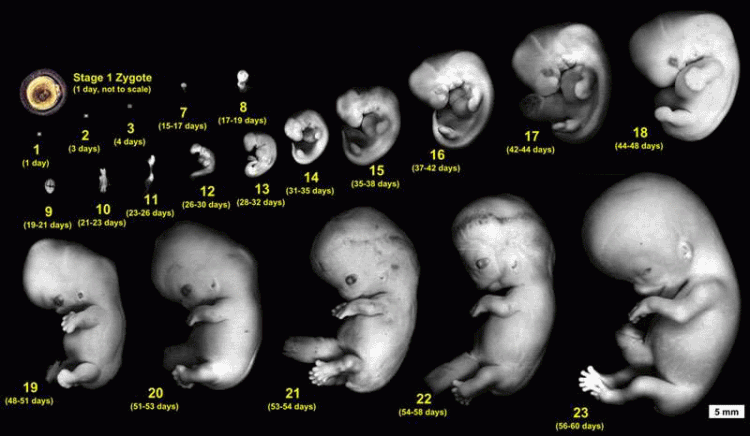 Stage 1 Zygote
(1 day, not to scale)
1
(1 day)
2
(3 days)
3
(4 days)
7
(15-17 days)
8
(17-19 days)
9
(19-21 days)
10
(21-23 days)
11
(23-26 days)
12
(26-30 days)
13
(28-32 days)
14
(31-35 days)
15
(35-38 days)
16
(37-42 days)
17
(42-44 days)
18
(44-48 days)
19
(48-51 days)
20
(51-53 days)
21
(53-54 days)
22
(54-58 days)
23
(56-60 days)
5 mm